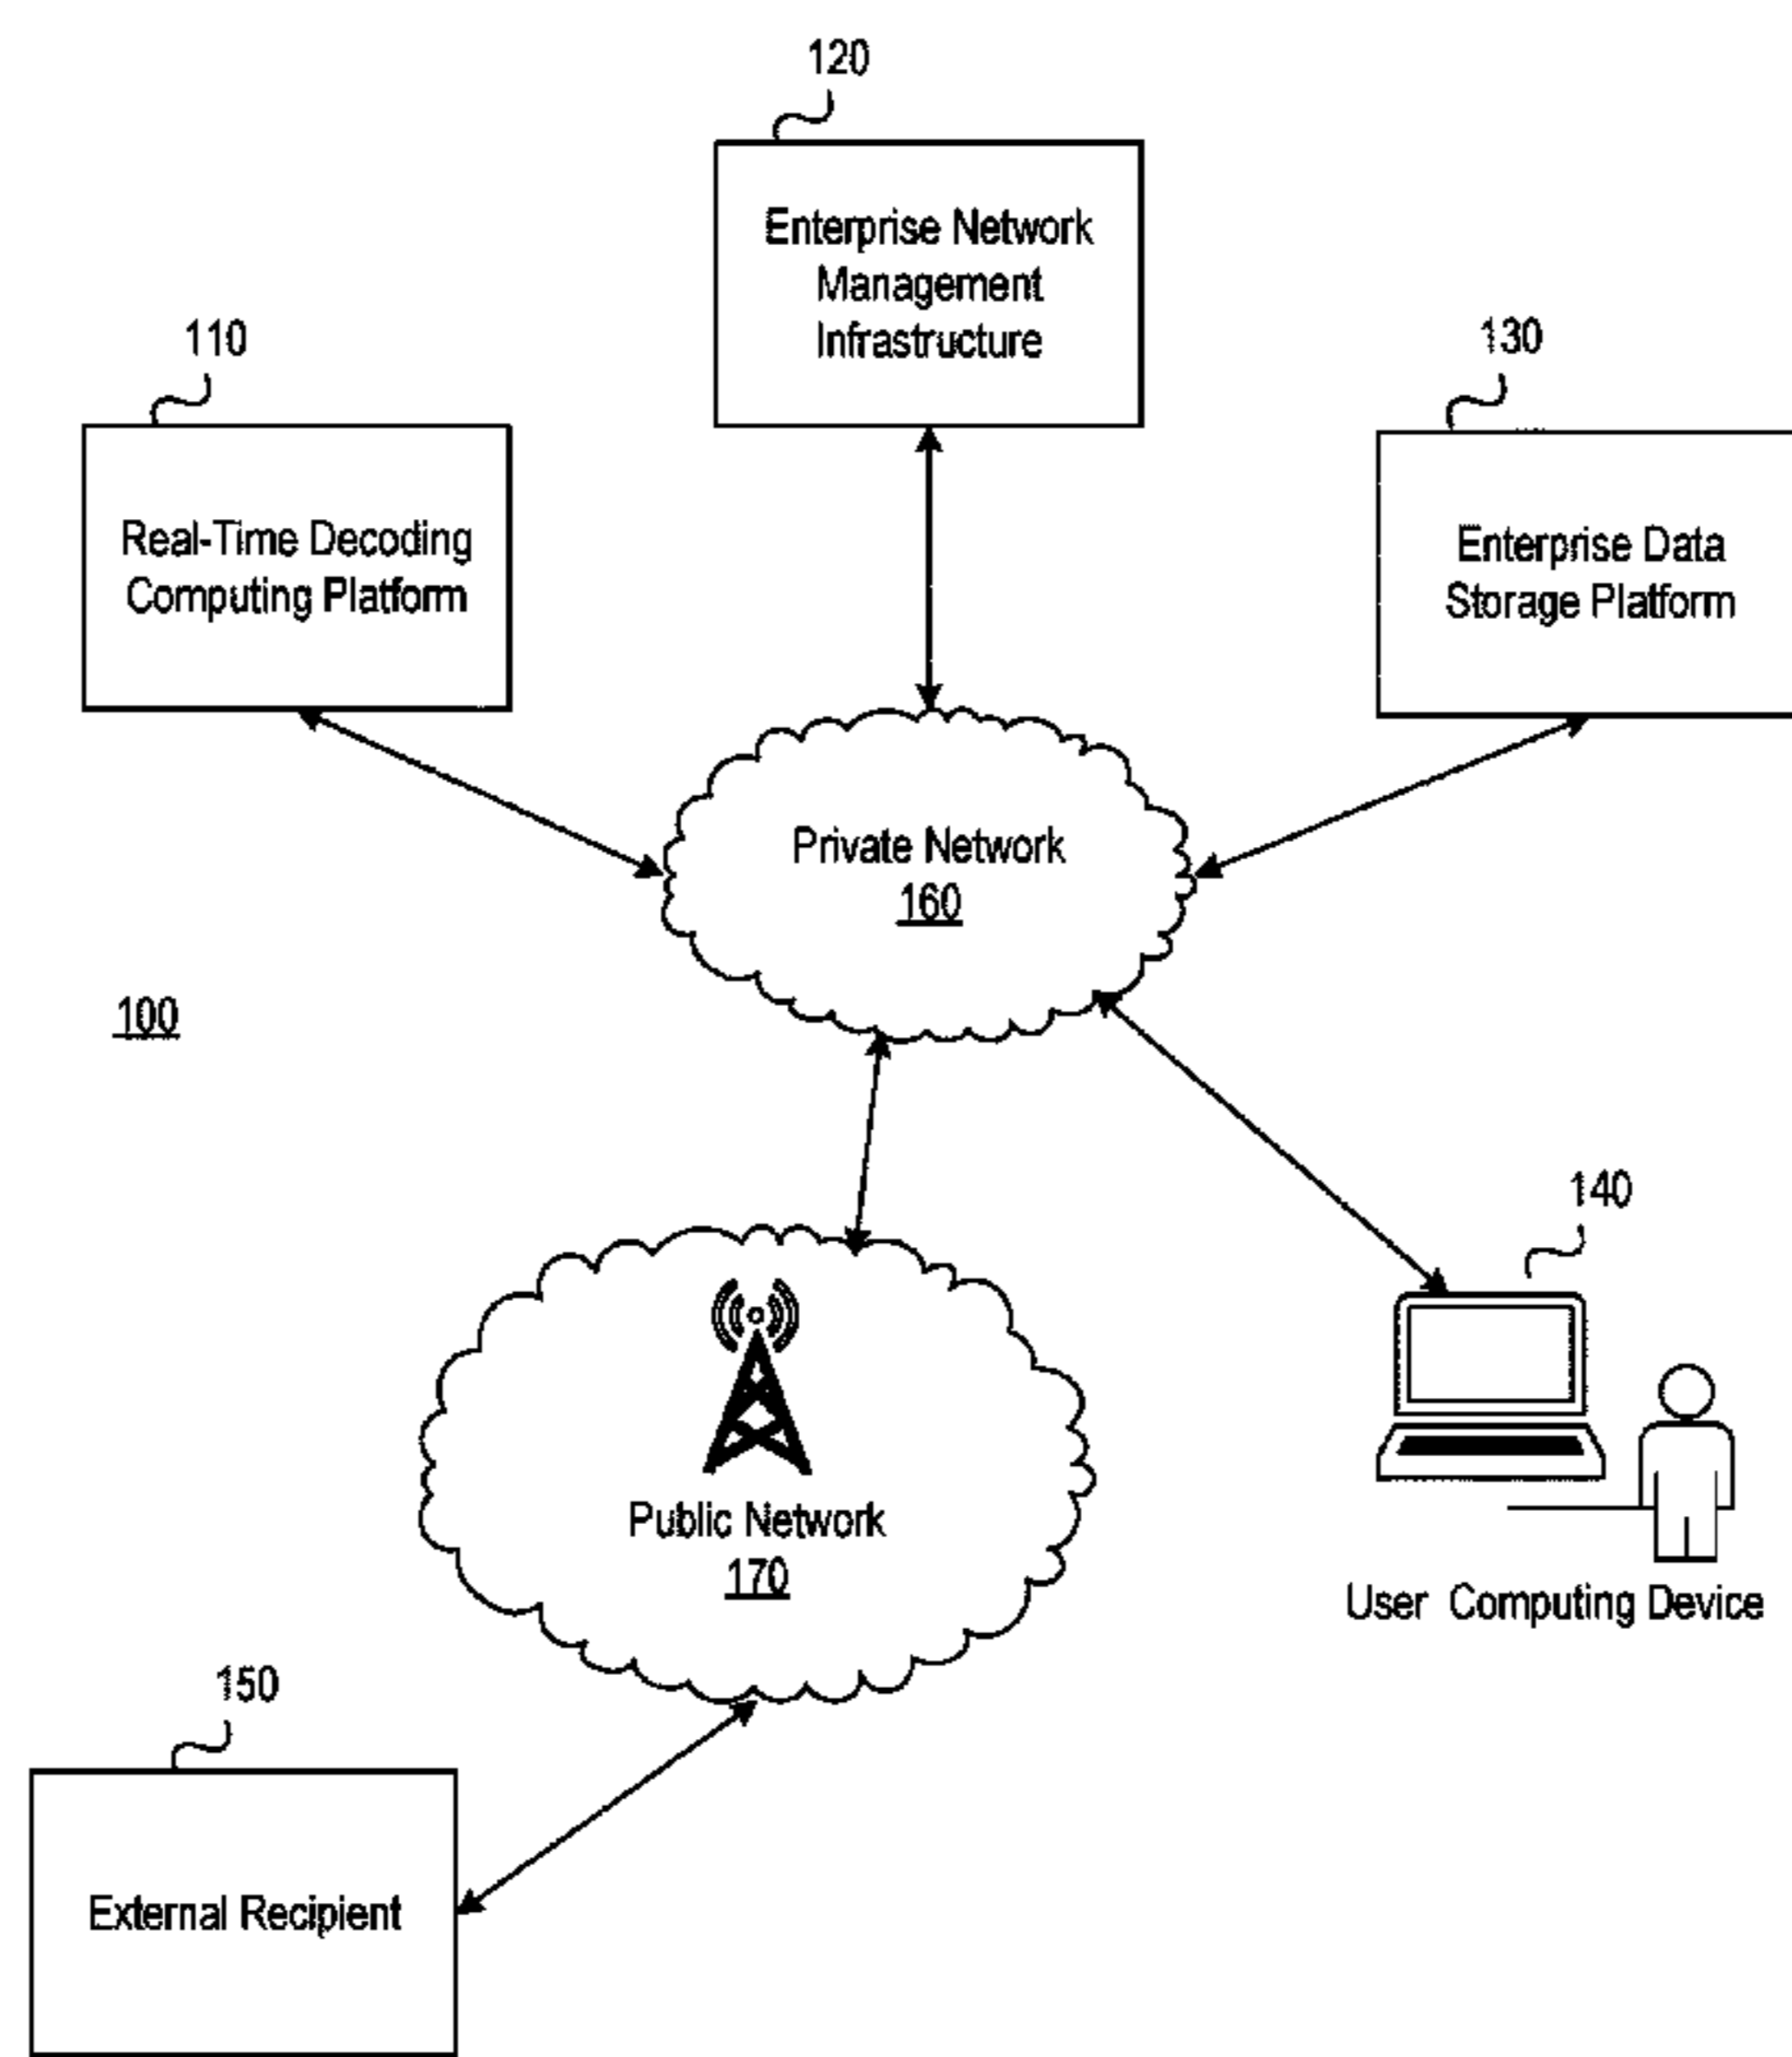 120
Enterprise Network
Management
Infrastructure
110
Real-Time Decoding
Computing Platform
130
Enterprise Data
Storage Platform
Private Network
160
100
140
User Computing Device
Public Network
170
150
External Recipient